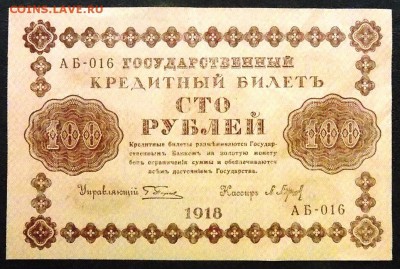 COINS.LAVE.RU
ГОСУДАРСТВЕННЫЙ
АБ-016 КРЕДИТНЫЙ БИЛЕТЪ
СТО
РУБЛЕЙ
100 100
Кредитные билеты размѣниваются Государ-
ственнымъ Банкомъ на золотую монету
безъ ограниченія суммы и обезпечиваются
всѣмъ достояніемъ Государства.
Управляющій Кассиръ
1918 АБ-016